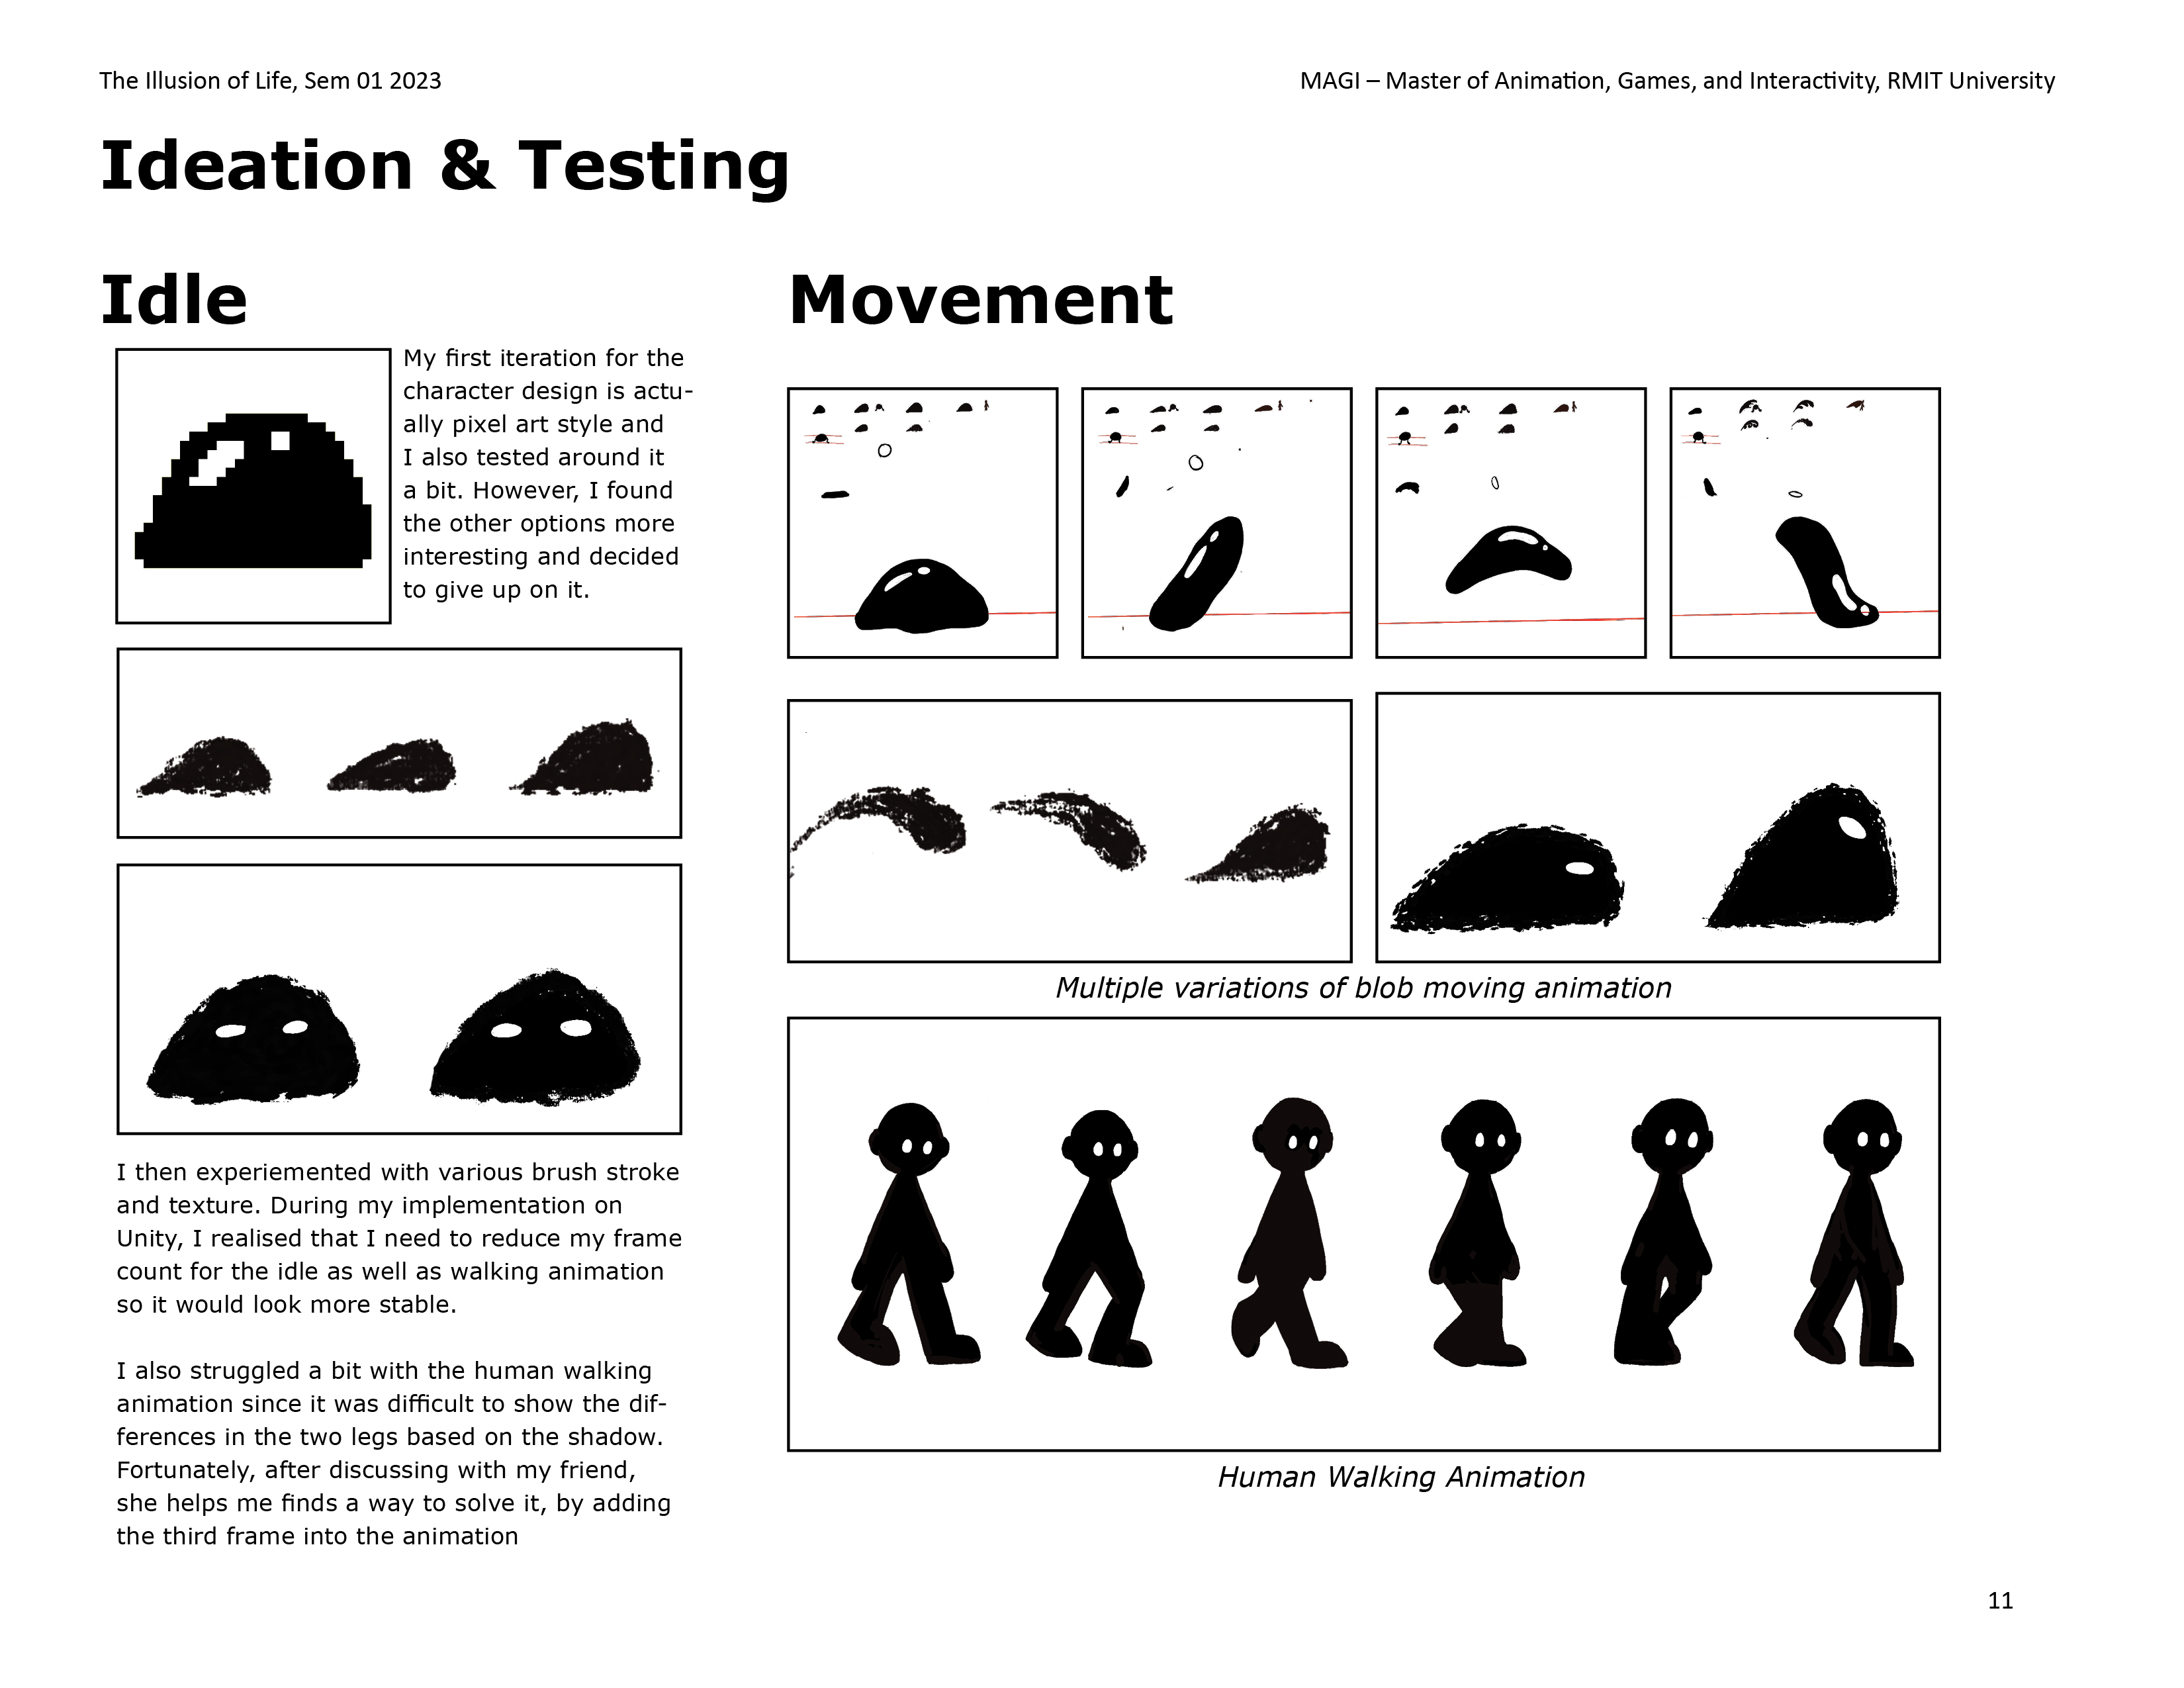 The Illusion of Life, Sem 01 2023
MAGI – Master of Animation, Games, and Interactivity, RMIT University
Ideation & Testing
Idle
My first iteration for the
character design is actu-
ally pixel art style and
I also tested around it
a bit. However, I found
the other options more
interesting and decided
to give up on it.
I then experiemented with various brush stroke
and texture. During my implementation on
Unity, I realised that I need to reduce my frame
count for the idle as well as walking animation
so it would look more stable.
I also struggled a bit with the human walking
animation since it was difficult to show the dif-
ferences in the two legs based on the shadow.
Fortunately, after discussing with my friend,
she helps me finds a way to solve it, by adding
the third frame into the animation
Movement
Multiple variations of blob moving animation
Human Walking Animation
11